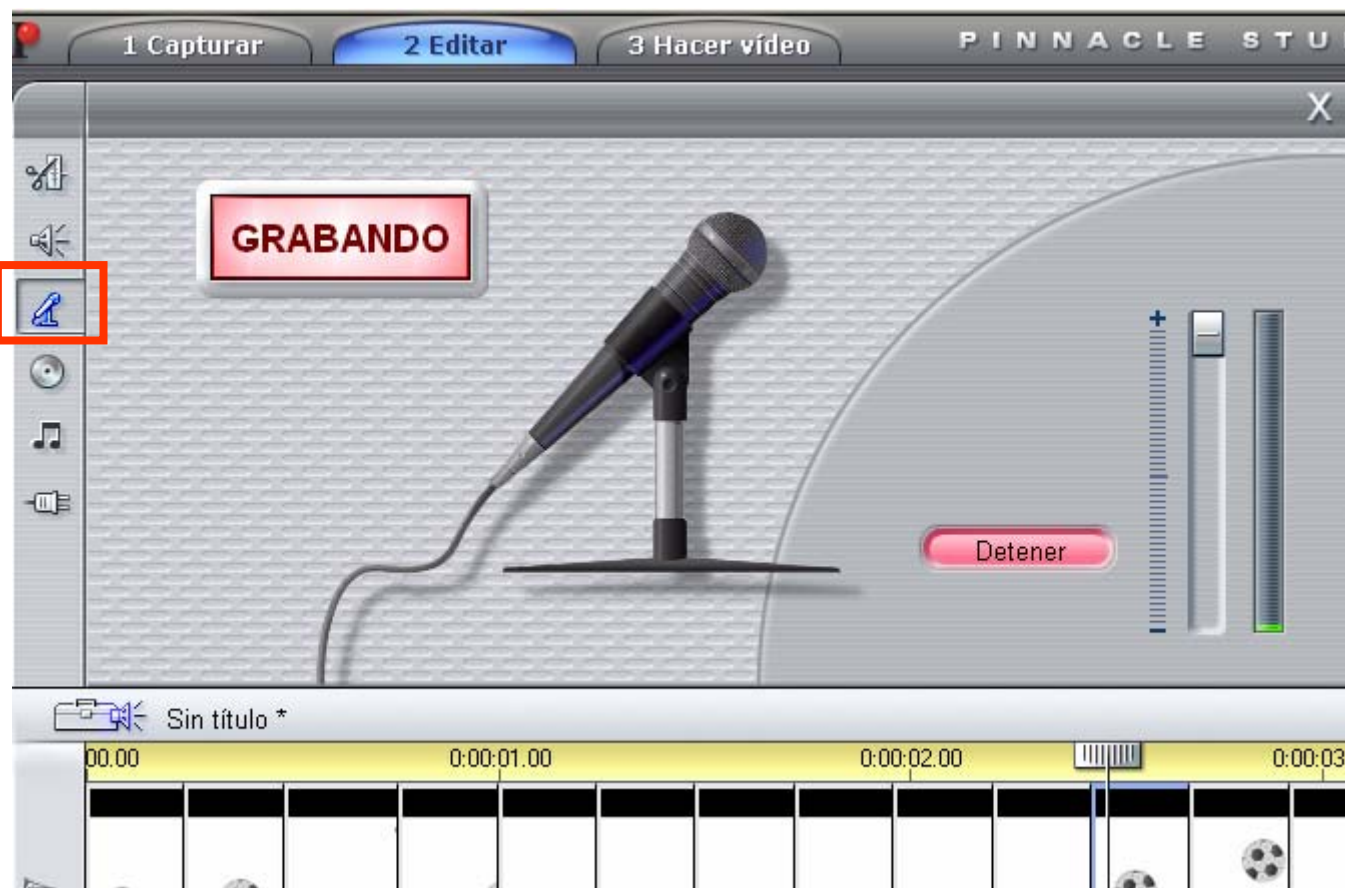 1 Capturar
2 Editar
3 Hacer vídeo
PINNACLE STU
X
GRABANDO
+
Detener
-
Sin título *
00.00
0:00:01.00
0:00:02.00
0:00:03